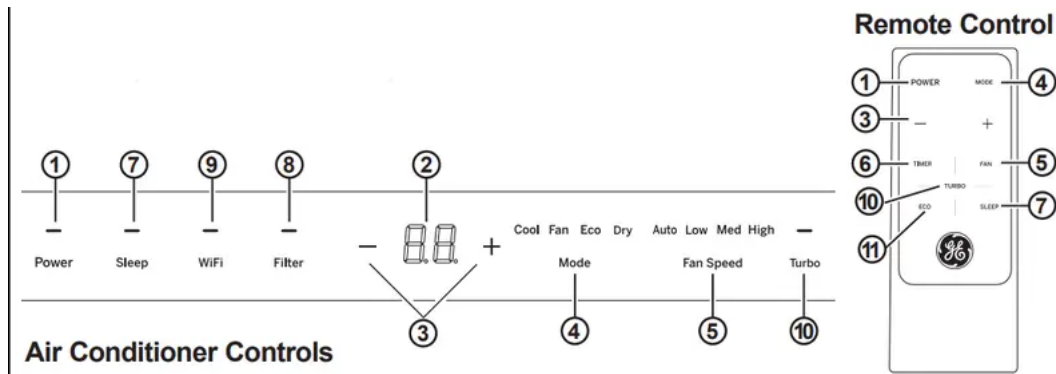 Remote Control
1 POWER MODE 4
3 — +
6 TIMER FAN 5
10 TURBO
ECO SLEEP 7
11
GE
1 7 9 8 2
— 88 +
Cool Fan Eco Dry Auto Low Med High
Power Sleep WiFi Filter Mode Fan Speed Turbo
3 4 5 10
Air Conditioner Controls